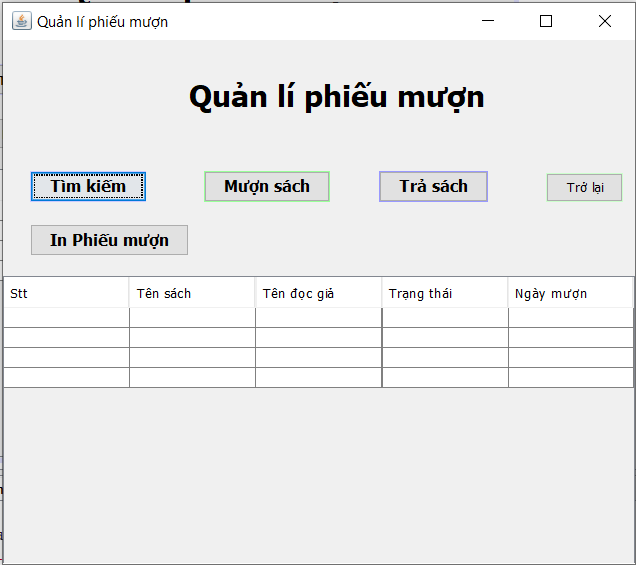 Quản lí phiếu mượn
Quản lí phiếu mượn
Tìm kiếm Mượn sách Trả sách Trở lại
In Phiếu mượn
Stt Tên sách Tên đọc giả Trạng thái Ngày mượn